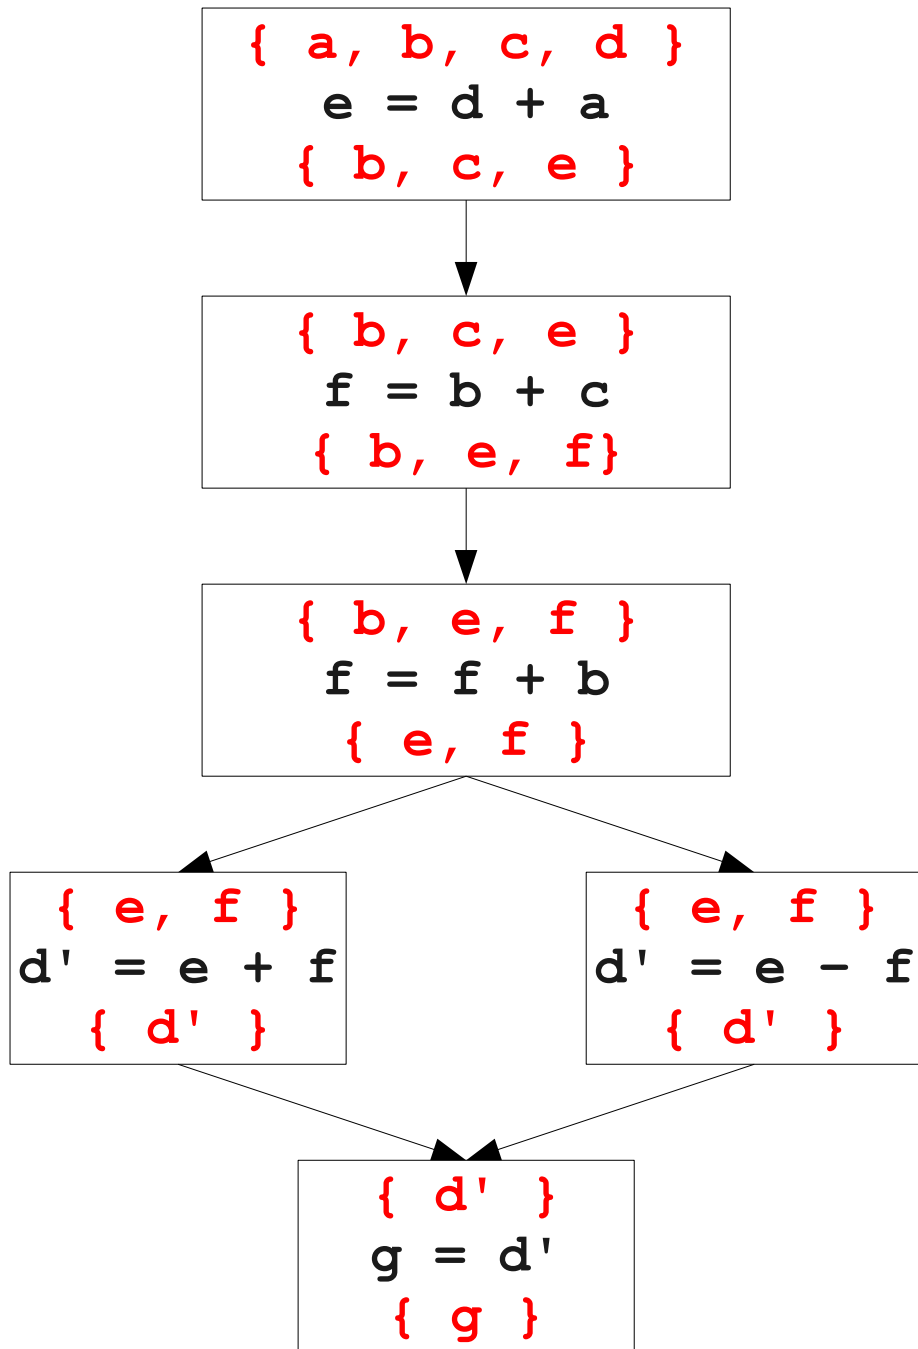 { a, b, c, d }
e = d + a
{ b, c, e }
{ b, c, e }
f = b + c
{ b, e, f}
{ b, e, f }
f = f + b
{ e, f }
{ e, f }
d' = e + f
{ d' }
{ e, f }
d' = e - f
{ d' }
{ d' }
g = d'
{ g }